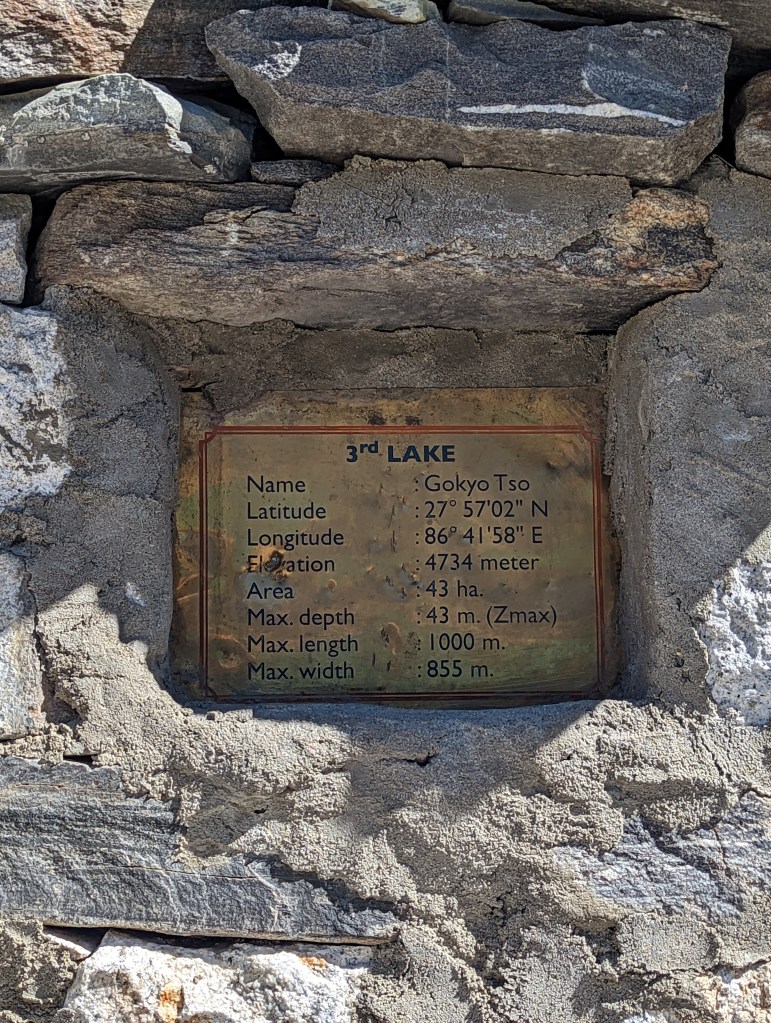 3rd LAKE
Name : Gokyo Tso
Latitude : 27° 57'02" N
Longitude : 86° 41'58" E
Elevation : 4734 meter
Area : 43 ha.
Max. depth : 43 m. (Zmax)
Max. length : 1000 m.
Max. width : 855 m.